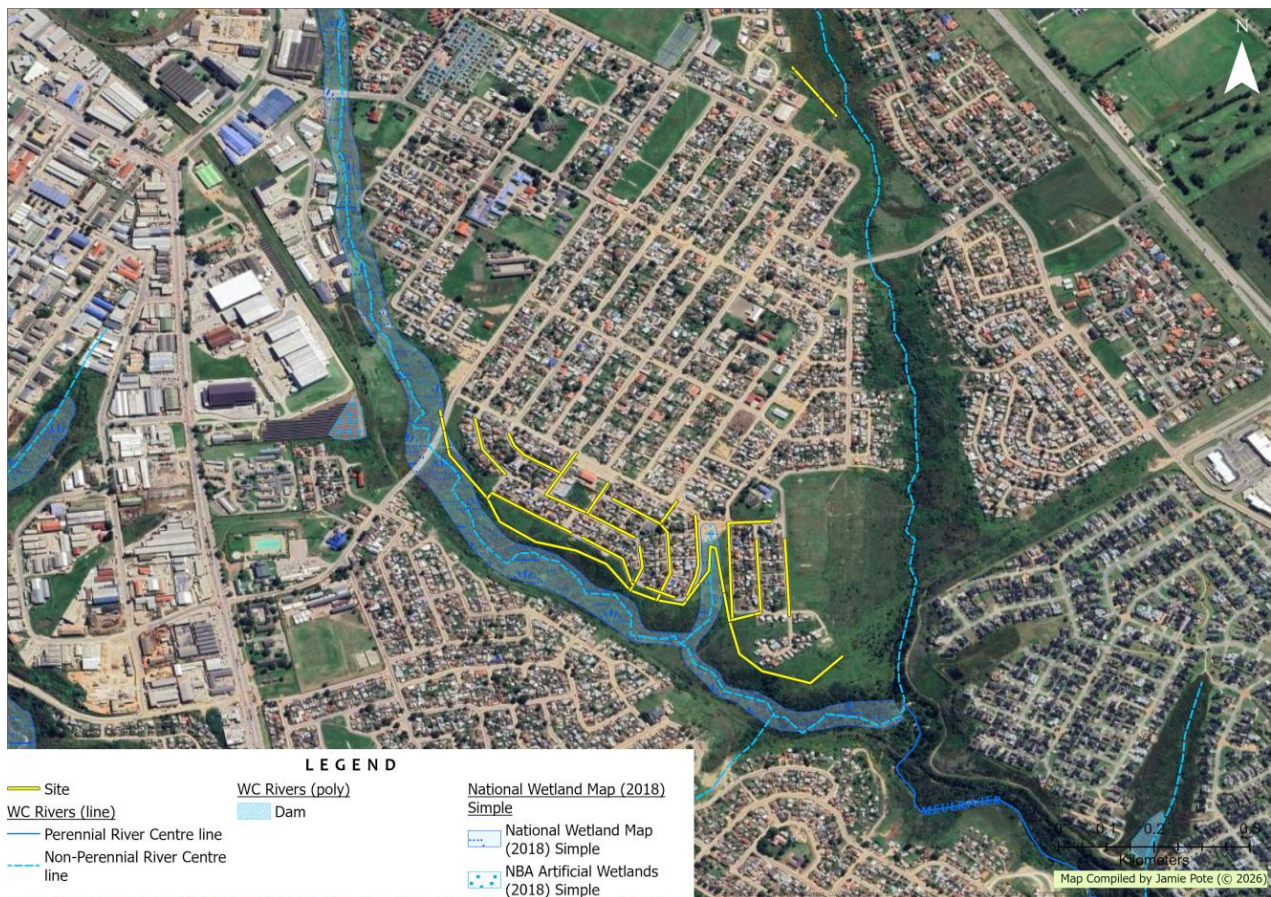 N
MEULRIVIER
LEGEND
Site
WC Rivers (line)
Perennial River Centre line
Non-Perennial River Centre
line
WC Rivers (poly)
Dam
National Wetland Map (2018)
Simple
National Wetland Map
(2018) Simple
NBA Artificial Wetlands
(2018) Simple
0 0.1 0.2 0.5
Kilometers
Map Compiled by Jamie Pote (© 2026)